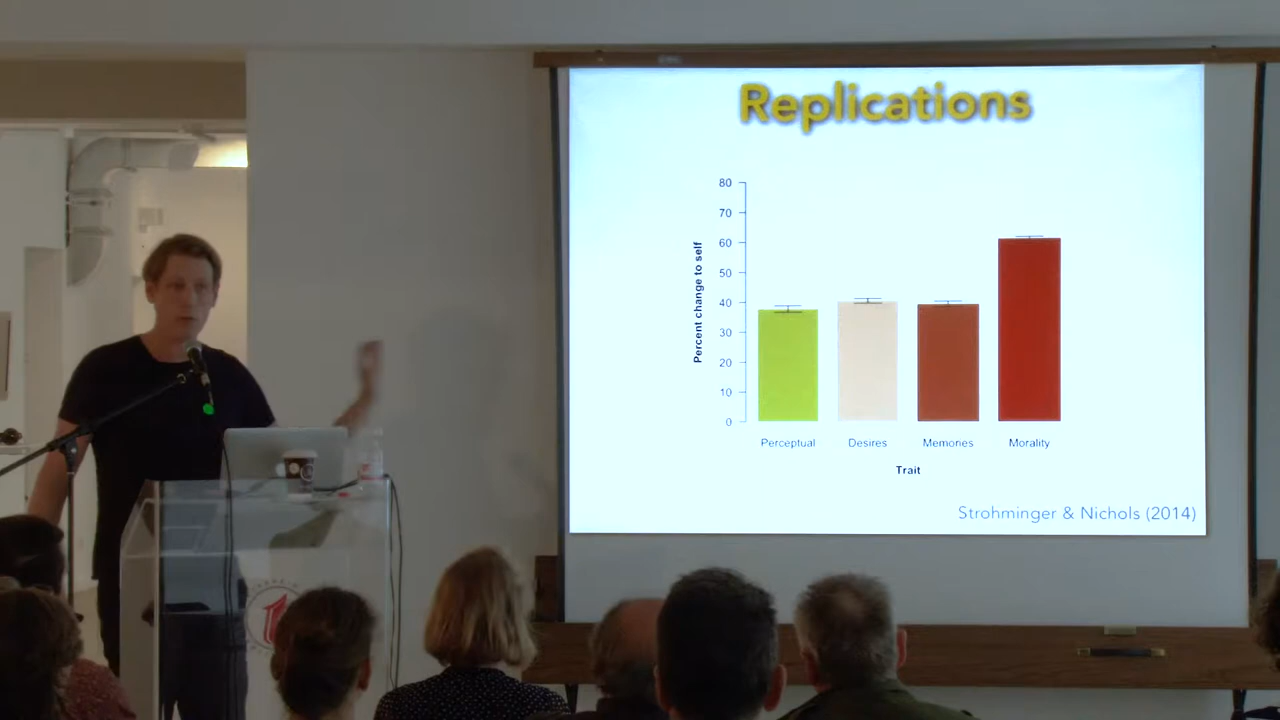 Replications
80
70
60
50
40
30
20
10
0
Percent change to self
Perceptual Desires Memories Morality
Trait
Strohminger & Nichols (2014)